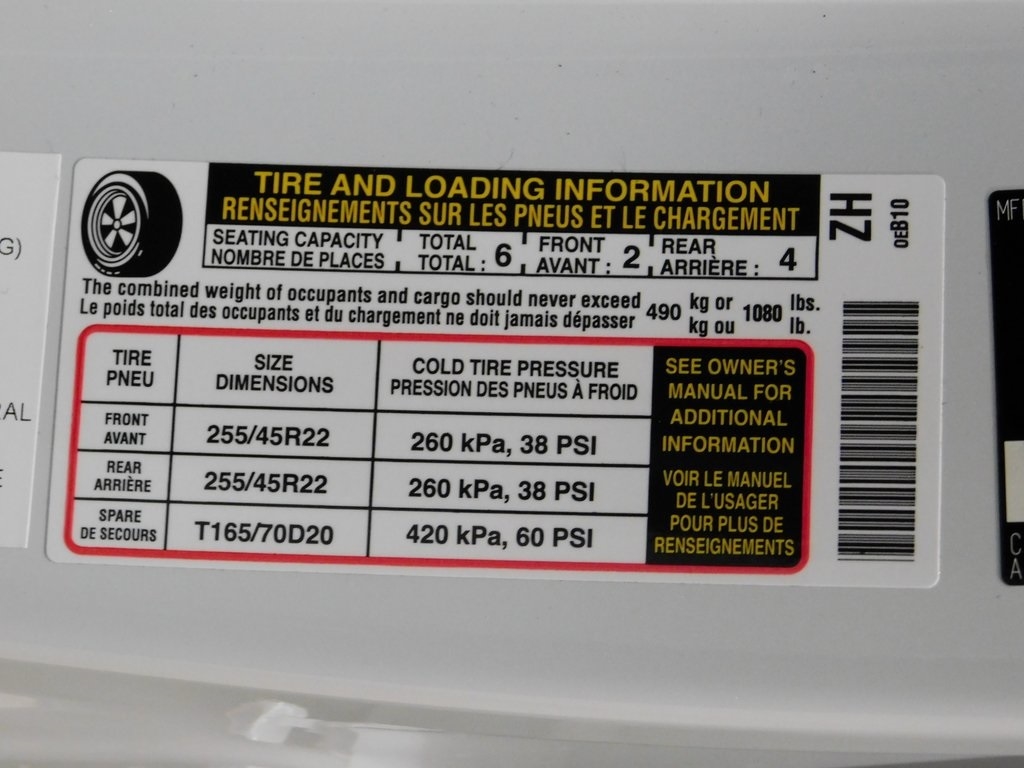 TIRE AND LOADING INFORMATION
RENSEIGNEMENTS SUR LES PNEUS ET LE CHARGEMENT
SEATING CAPACITY TOTAL FRONT REAR
NOMBRE DE PLACES TOTAL : 6 AVANT : 2 ARRIÈRE : 4
The combined weight of occupants and cargo should never exceed 490 kg or 1080 lbs.
Le poids total des occupants et du chargement ne doit jamais dépasser kg ou lb.
TIRE SIZE COLD TIRE PRESSURE
PNEU DIMENSIONS PRESSION DES PNEUS À FROID
FRONT
AVANT 255/45R22 260 kPa, 38 PSI
REAR
ARRIÈRE 255/45R22 260 kPa, 38 PSI
SPARE
DE SECOURS T165/70D20 420 kPa, 60 PSI
SEE OWNER'S
MANUAL FOR
ADDITIONAL
INFORMATION
VOIR LE MANUEL
DE L'USAGER
POUR PLUS DE
RENSEIGNEMENTS
ZH
0EB10
G)
RAL
E
MF
C
A